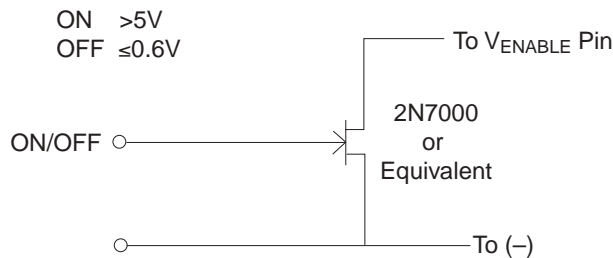 ON >5V
OFF ≤0.6V
To VENABLE Pin
ON/OFF
2N7000
or
Equivalent
To (–)